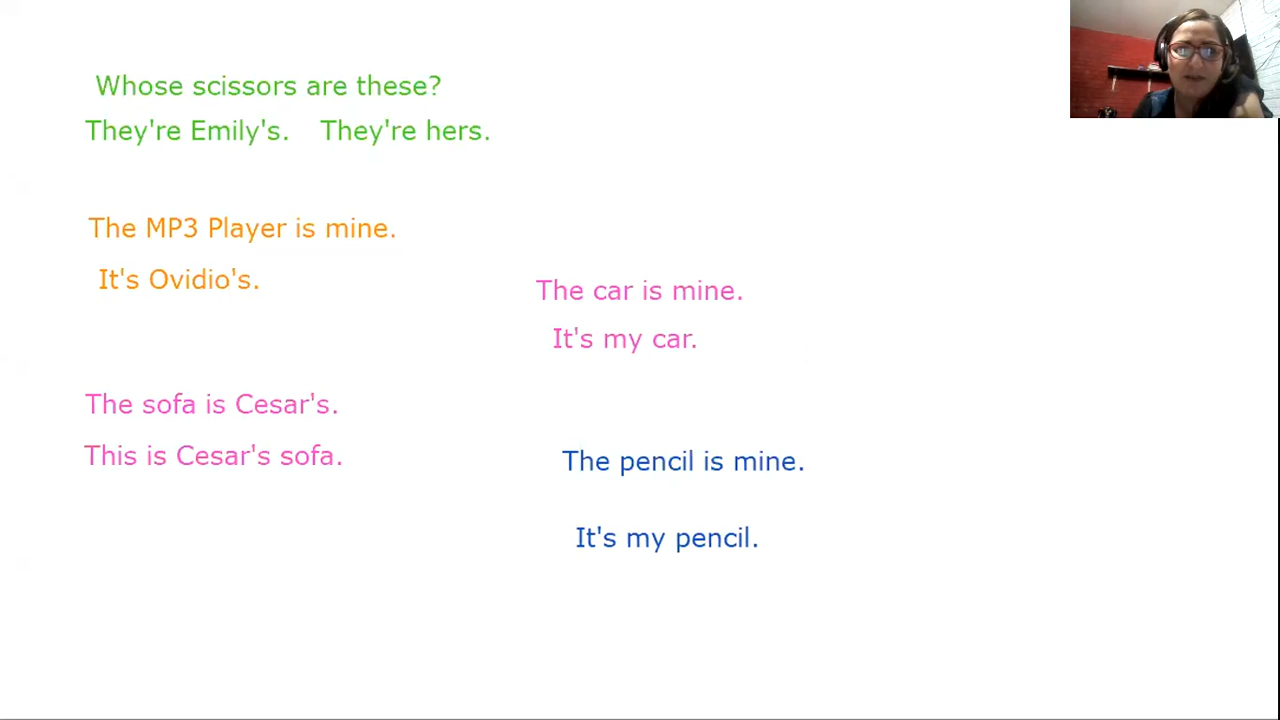 Whose scissors are these?
They're Emily's.    They're hers.
The MP3 Player is mine.
It's Ovidio's.
The car is mine.
It's my car.
The sofa is Cesar's.
This is Cesar's sofa.
The pencil is mine.
It's my pencil.